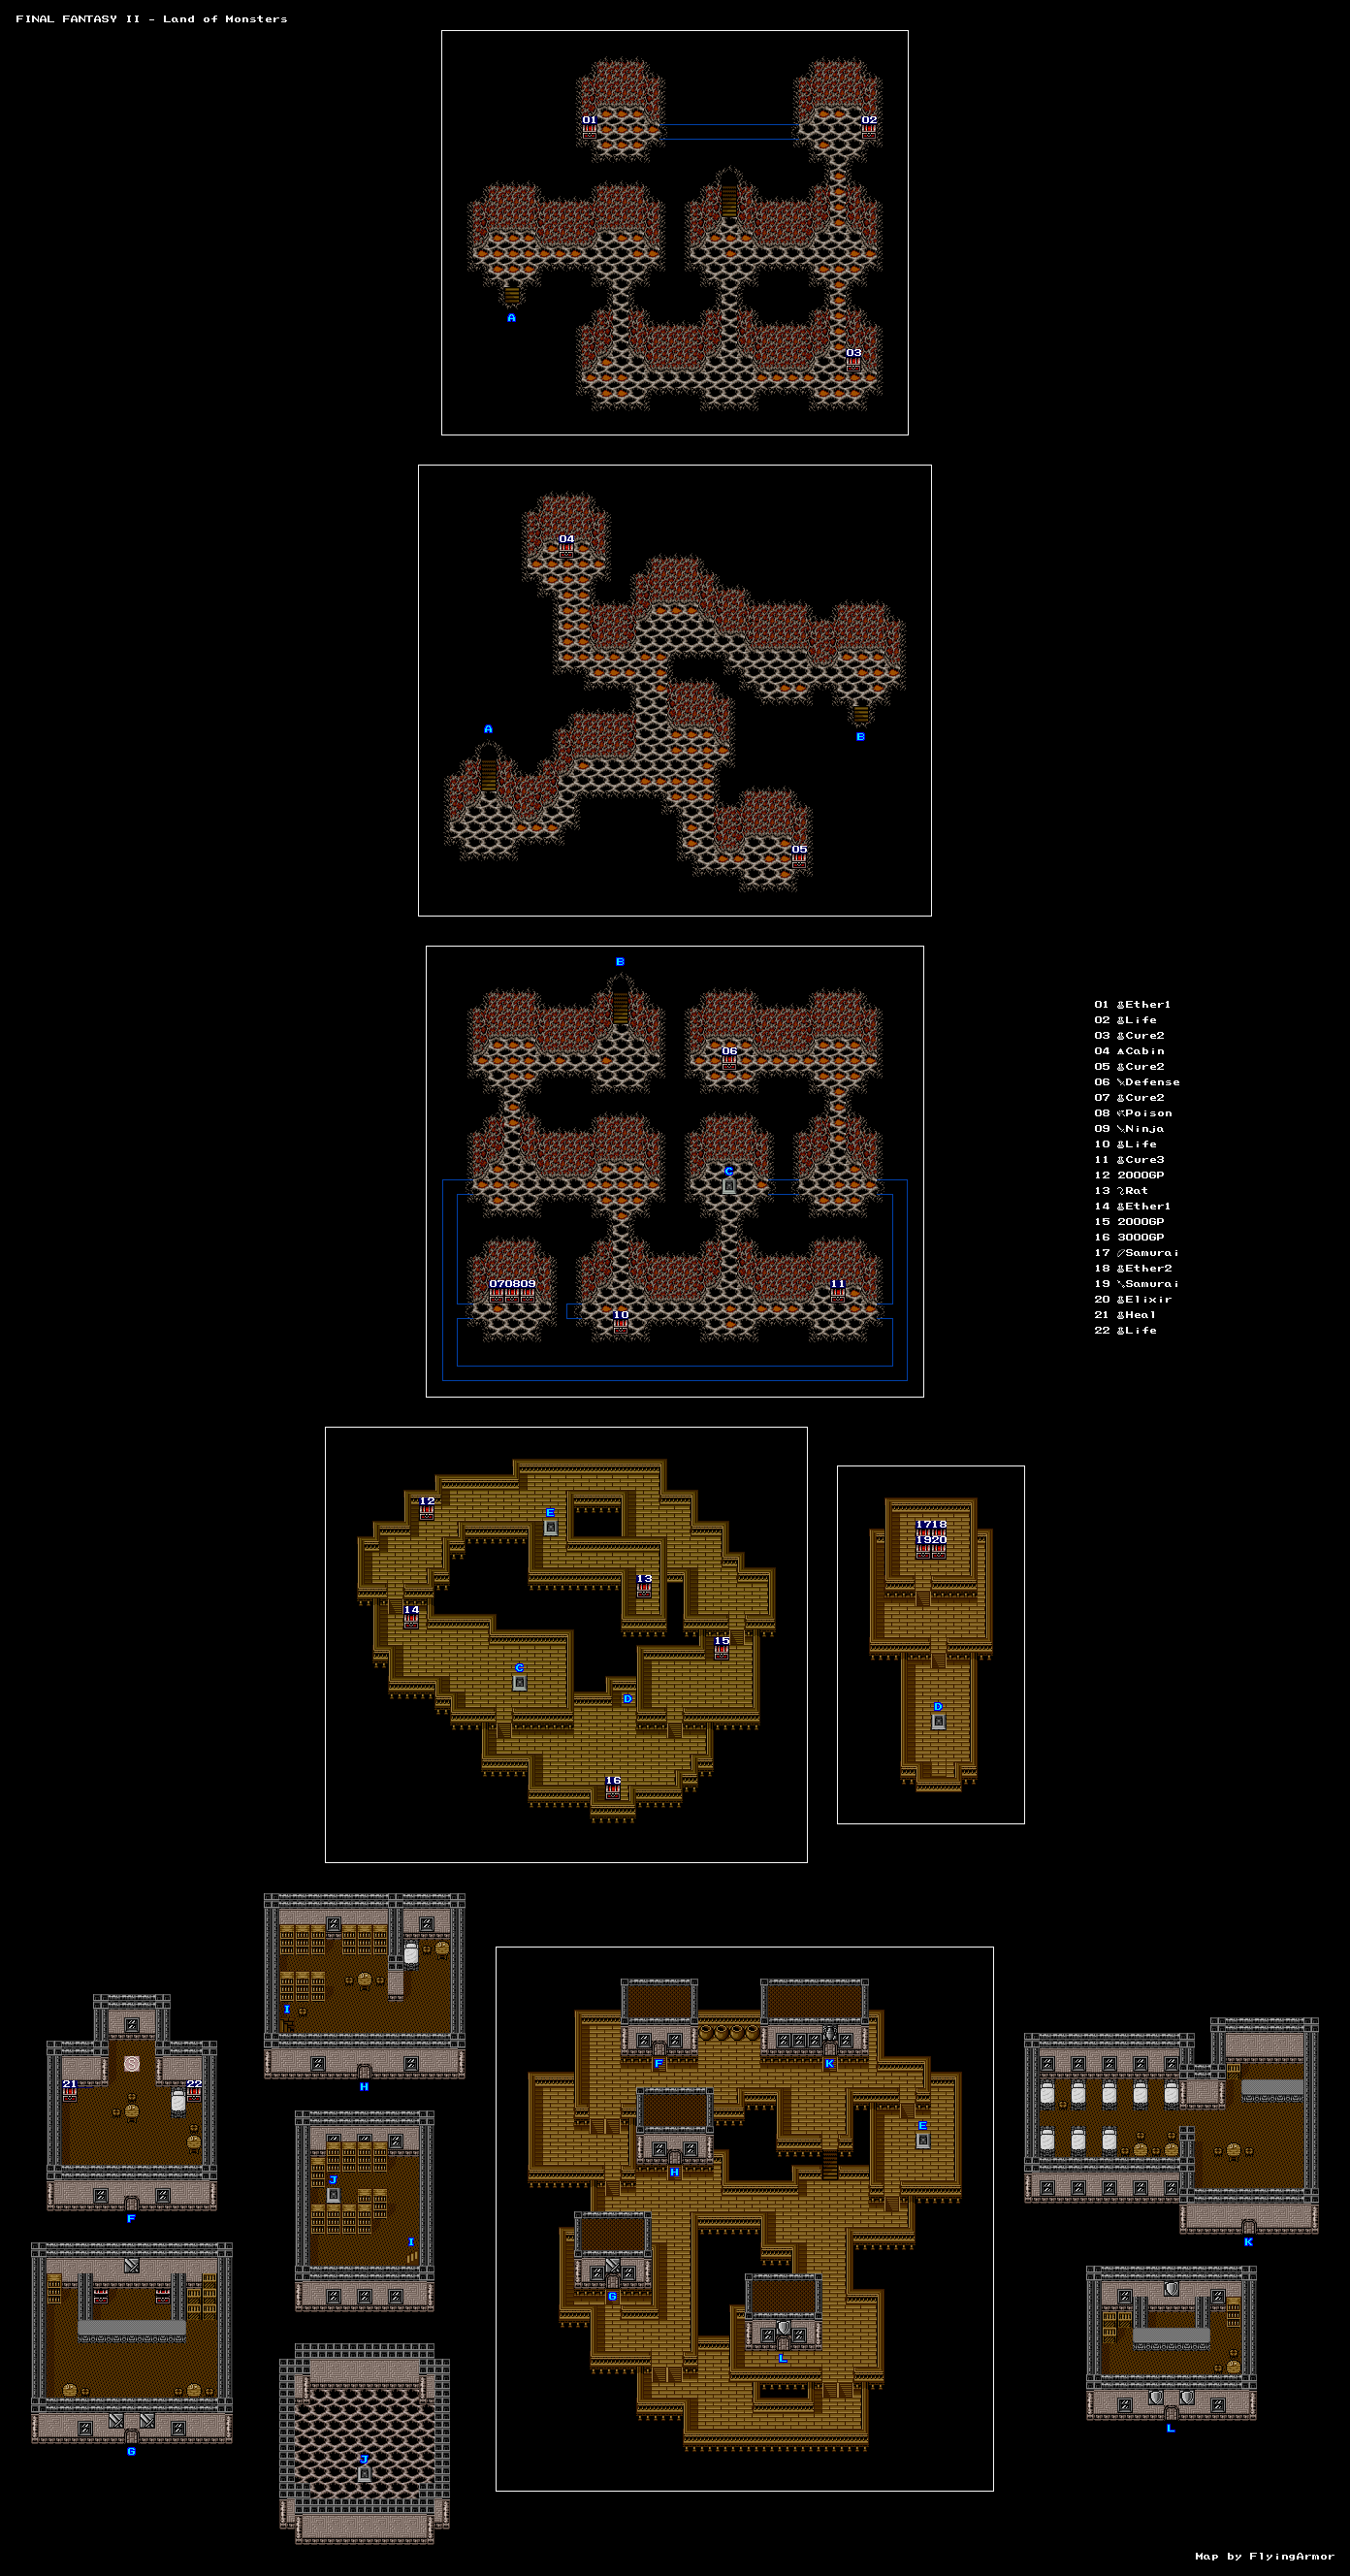 FINAL FANTASY II - Land of Monsters
01
02
A
03
04
A
B
05
B
06
C
070809
10
11
01 Ether1
02 Life
03 Cure2
04 Cabin
05 Cure2
06 Defense
07 Cure2
08 Poison
09 Ninja
10 Life
11 Cure3
12 2000GP
13 Rat
14 Ether1
15 2000GP
16 3000GP
17 Samurai
18 Ether2
19 Samurai
20 Elixir
21 Heal
22 Life
12
E
13
14
15
C
D
16
1718
1920
D
I
H
S
21
22
F
J
I
G
J
F
K
E
H
G
L
K
L
Map by FlyingArmor